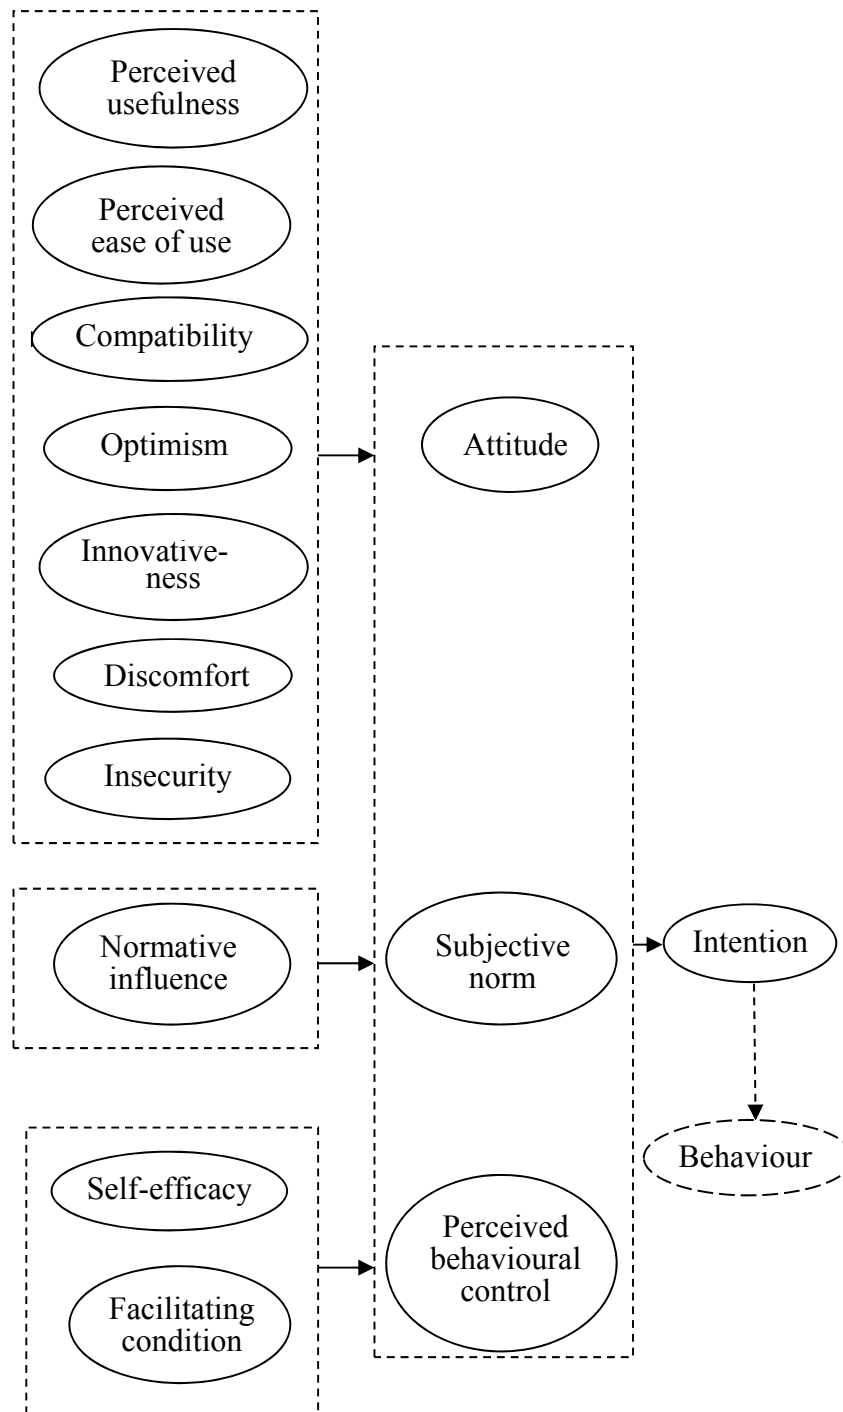 Perceived
usefulness
Perceived
ease of use
Compatibility
Optimism
Innovative-
ness
Discomfort
Insecurity
Attitude
Normative
influence
Subjective
norm
Intention
Behaviour
Self-efficacy
Facilitating
condition
Perceived
behavioural
control